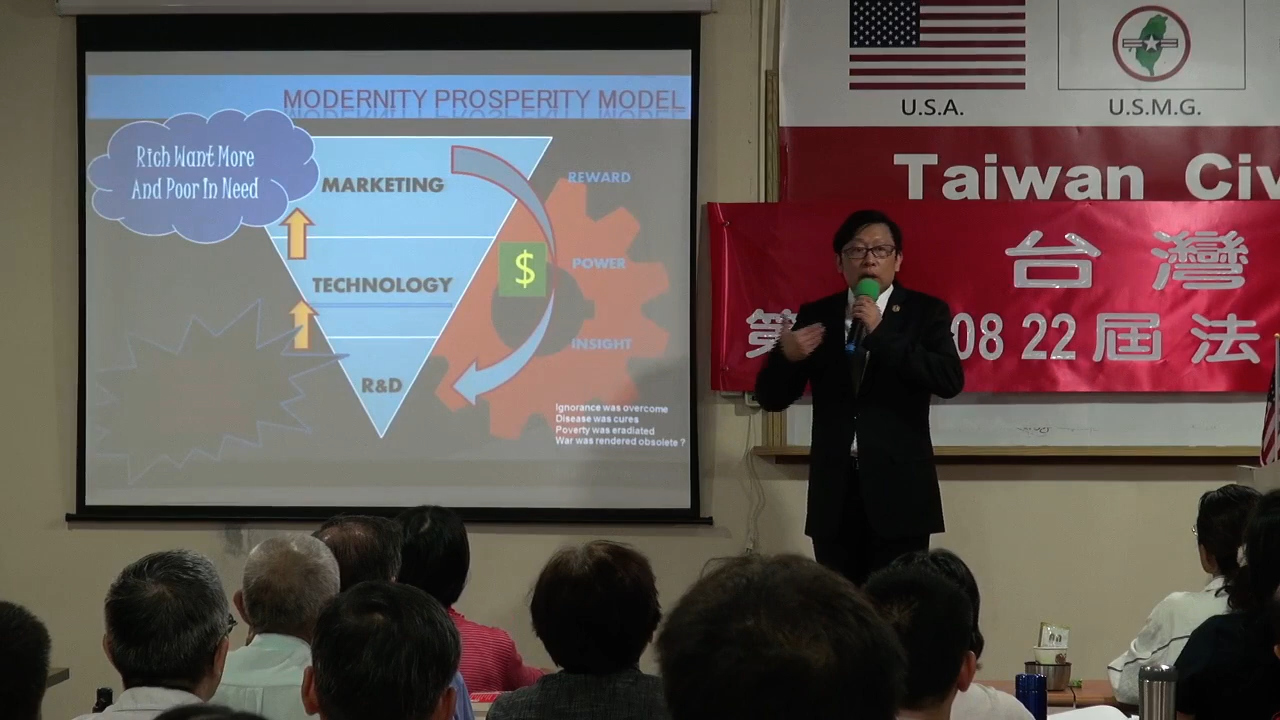 MODERNITY PROSPERITY MODEL
Rich Want More
And Poor In Need
MARKETING
TECHNOLOGY
R&D
$
REWARD
POWER
INSIGHT
Ignorance was overcome
Disease was cures
Poverty was eradiated
War was rendered obsolete ?
U.S.A.
U.S.M.G.
Taiwan Civ
台灣
第 08 22 屆 法